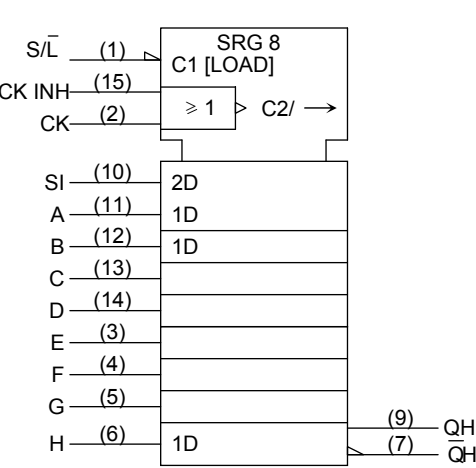 SRG 8
S/L̅ (1) C1 [LOAD]
CK INH (15)
≥ 1 C2/ →
CK (2)
SI (10) 2D
A (11) 1D
B (12) 1D
C (13)
D (14)
E (3)
F (4)
G (5)
(9) QH
H (6) 1D
(7) Q̅H